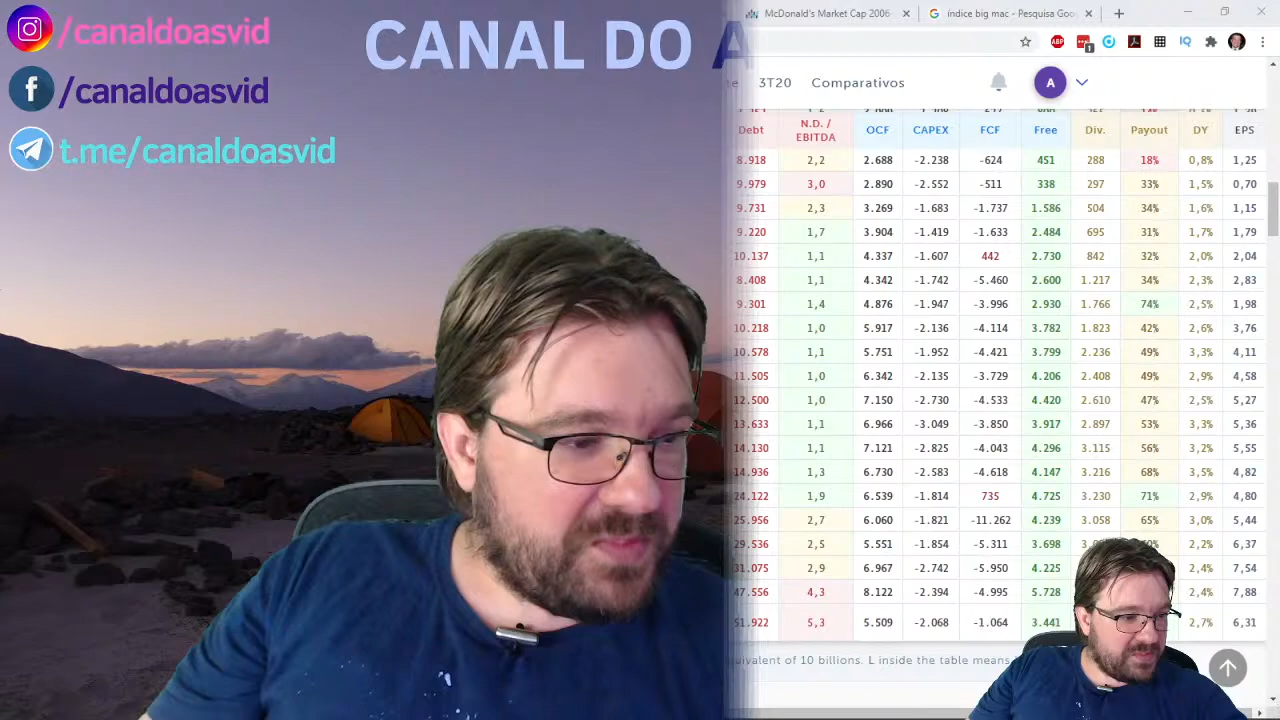 /canaldoasvid
/canaldoasvid
t.me/canaldoasvid
CANAL DO A
McDonald's Market Cap 2006
índice big mac - Pesquisa Goo
te 3T20 Comparativos
A
Debt N.D. / EBITDA OCF CAPEX FCF Free Div. Payout DY EPS
8.918 2,2 2.688 -2.238 -624 451 288 18% 0,8% 1,25
9.979 3,0 2.890 -2.552 -511 338 297 33% 1,5% 0,70
9.731 2,3 3.269 -1.683 -1.737 1.586 504 34% 1,6% 1,15
9.220 1,7 3.904 -1.419 -1.633 2.484 695 31% 1,7% 1,79
10.137 1,1 4.337 -1.607 442 2.730 842 32% 2,0% 2,04
8.408 1,1 4.342 -1.742 -5.460 2.600 1.217 34% 2,3% 2,83
9.301 1,4 4.876 -1.947 -3.996 2.930 1.766 74% 2,5% 1,98
10.218 1,0 5.917 -2.136 -4.114 3.782 1.823 42% 2,6% 3,76
10.578 1,1 5.751 -1.952 -4.421 3.799 2.236 49% 3,3% 4,11
11.505 1,0 6.342 -2.135 -3.729 4.206 2.408 49% 2,9% 4,58
12.500 1,0 7.150 -2.730 -4.533 4.420 2.610 47% 2,5% 5,27
13.633 1,1 6.966 -3.049 -3.850 3.917 2.897 53% 3,3% 5,36
14.130 1,1 7.121 -2.825 -4.043 4.296 3.115 56% 3,2% 5,55
14.936 1,3 6.730 -2.583 -4.618 4.147 3.216 68% 3,5% 4,82
24.122 1,9 6.539 -1.814 735 4.725 3.230 71% 2,9% 4,80
25.956 2,7 6.060 -1.821 -11.262 4.239 3.058 65% 3,0% 5,44
29.536 2,5 5.551 -1.854 -5.311 3.698 2,2% 6,37
31.075 2,9 6.967 -2.742 -5.950 4.225 2,4% 7,54
47.556 4,3 8.122 -2.394 -4.995 5.728 2,4% 7,88
51.922 5,3 5.509 -2.068 -1.064 3.441 2,7% 6,31
quivalent of 10 billions. L inside the table means